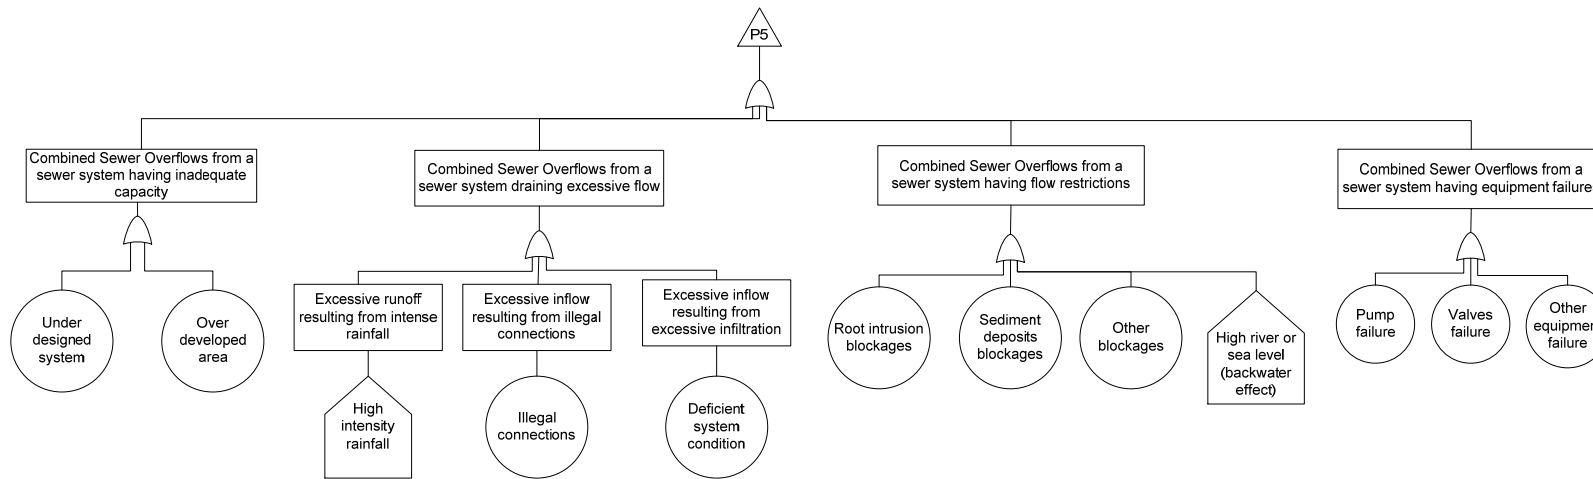 P5
Combined Sewer Overflows from a
sewer system having inadequate
capacity
Combined Sewer Overflows from a
sewer system draining excessive flow
Combined Sewer Overflows from a
sewer system having flow restrictions
Combined Sewer Overflows from a
sewer system having equipment failure
Under
designed
system
Over
developed
area
Excessive runoff
resulting from intense
rainfall
Excessive inflow
resulting from illegal
connections
Excessive inflow
resulting from
excessive infiltration
High
intensity
rainfall
Illegal
connections
Deficient
system
condition
Root intrusion
blockages
Sediment
deposits
blockages
Other
blockages
High river or
sea level
(backwater
effect)
Pump
failure
Valves
failure
Other
equipmen
failure